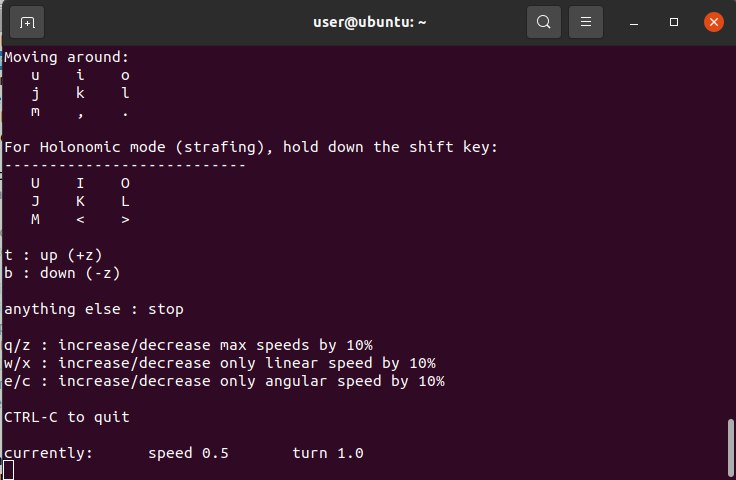 user@ubuntu: ~
Moving around:
   u    i    o
   j    k    l
   m    ,    .
For Holonomic mode (strafing), hold down the shift key:
---------------------------
   U    I    O
   J    K    L
   M    <    >
t : up (+z)
b : down (-z)
anything else : stop
q/z : increase/decrease max speeds by 10%
w/x : increase/decrease only linear speed by 10%
e/c : increase/decrease only angular speed by 10%
CTRL-C to quit
currently:      speed 0.5       turn 1.0